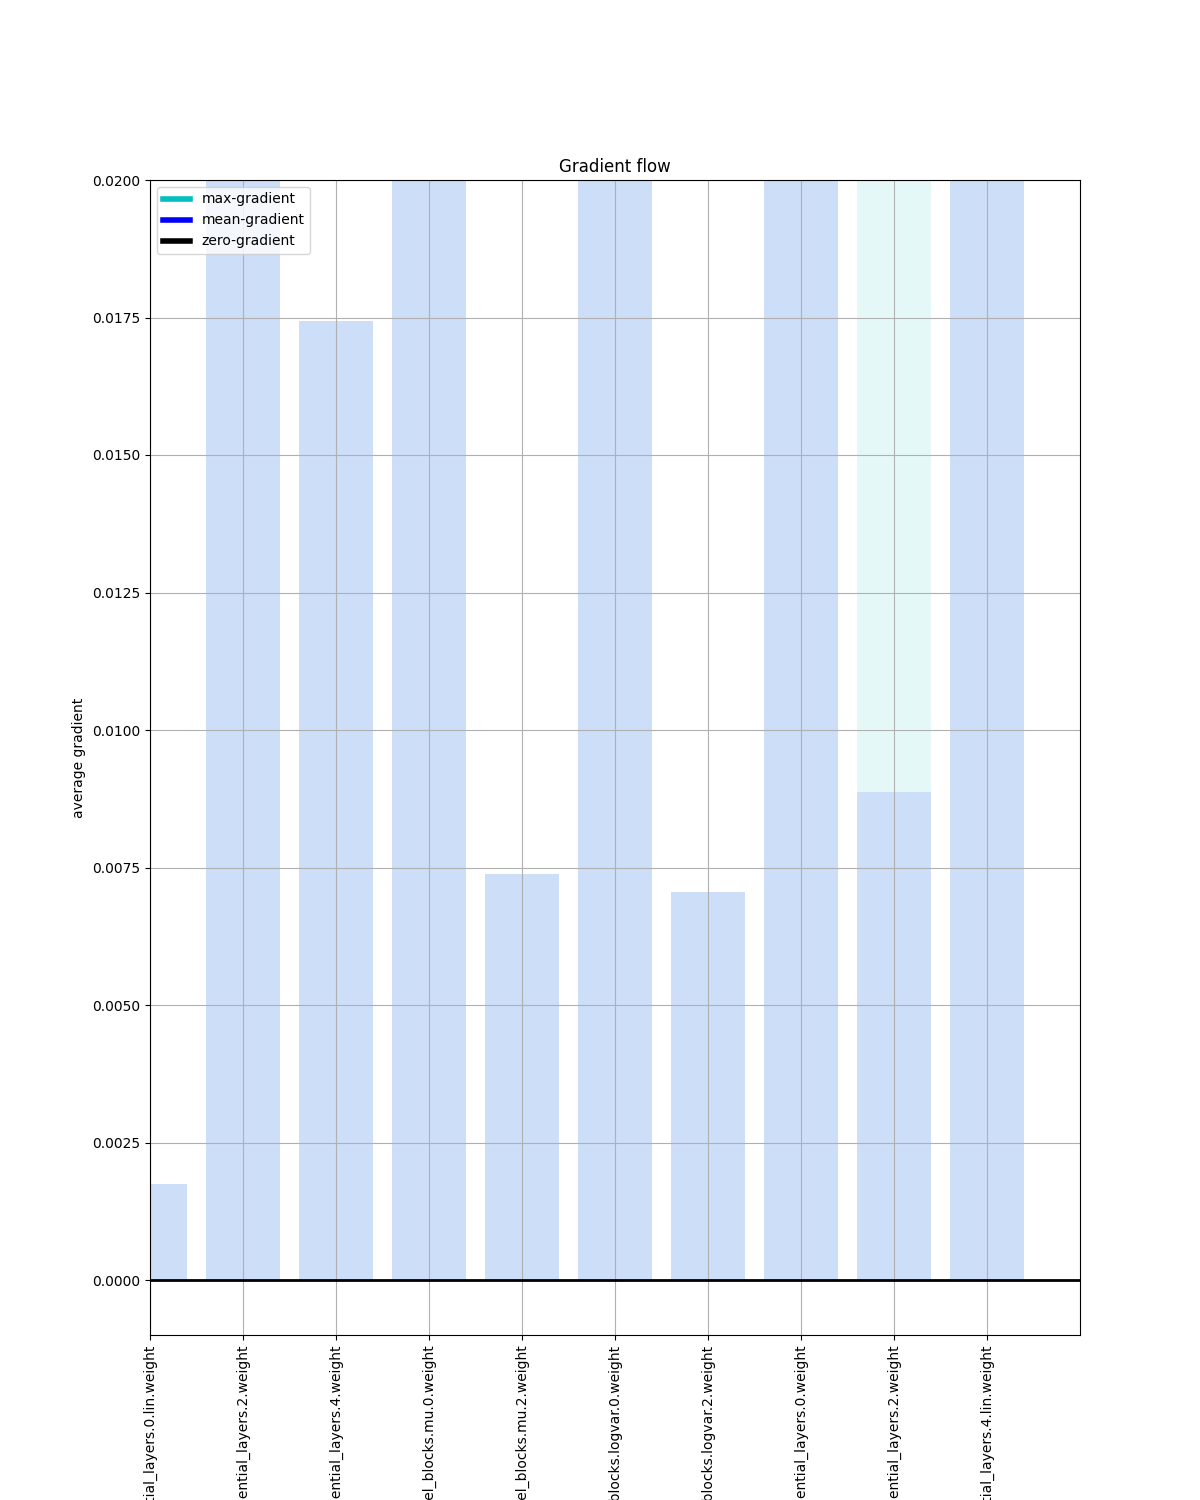 Gradient flow
max-gradient
mean-gradient
zero-gradient
0.0200
0.0175
0.0150
0.0125
0.0100
0.0075
0.0050
0.0025
0.0000
average gradient
tial_layers.0.lin.weight
ential_layers.2.weight
ential_layers.4.weight
el_blocks.mu.0.weight
el_blocks.mu.2.weight
blocks.logvar.0.weight
blocks.logvar.2.weight
ential_layers.0.weight
ential_layers.2.weight
tial_layers.4.lin.weight